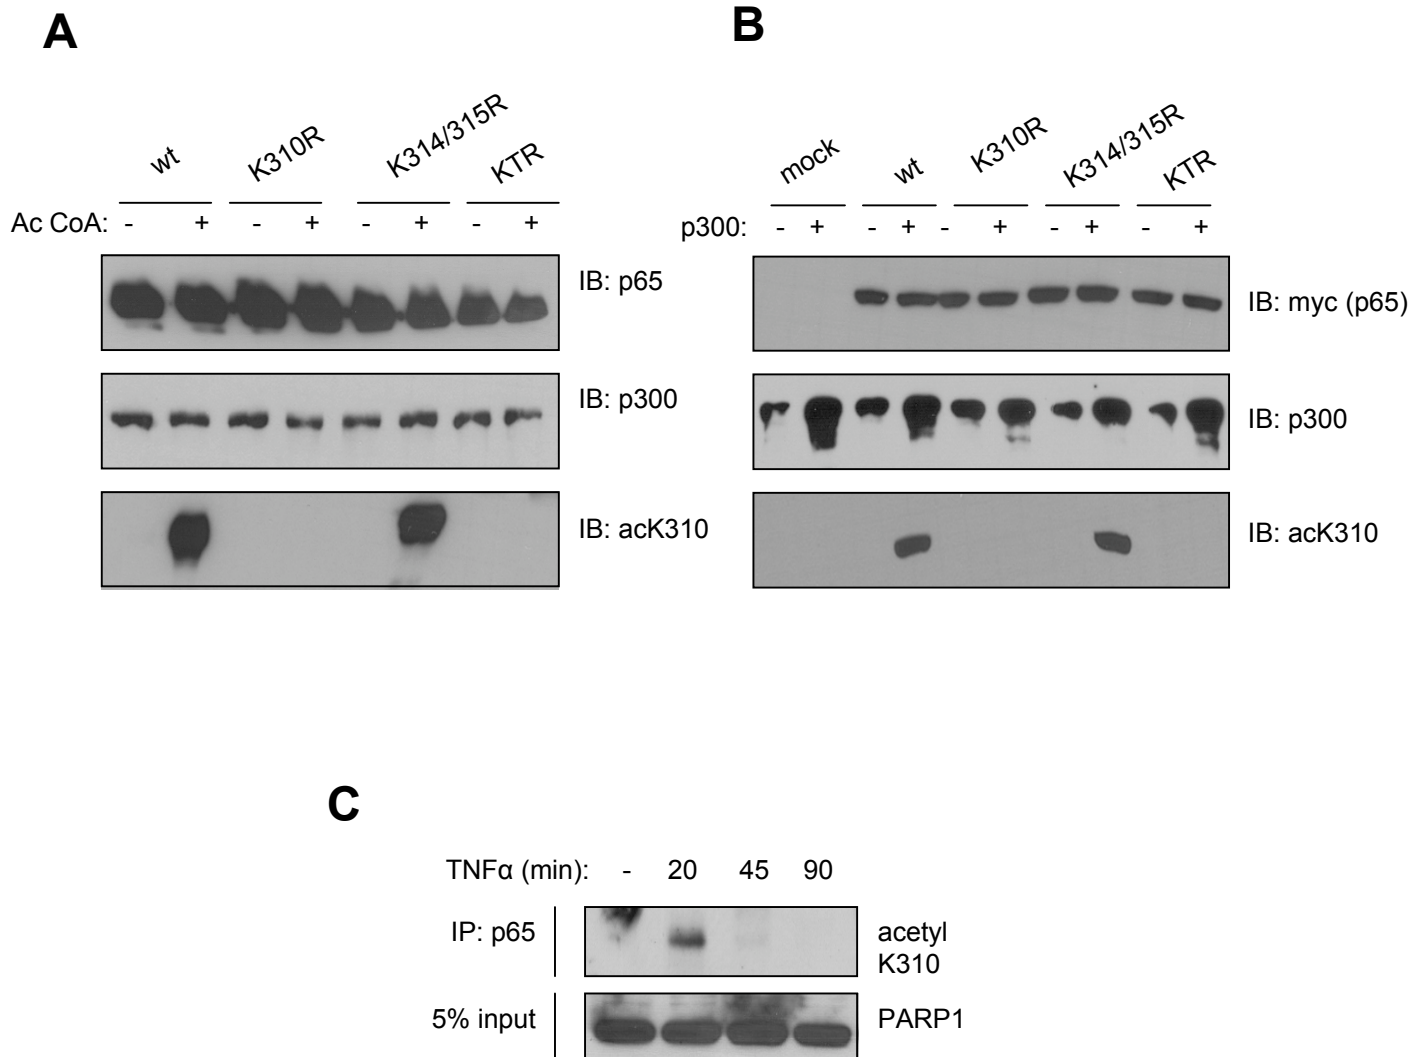 A
wt K310R K314/315R KTR
Ac CoA: - + - + - + - +
IB: p65
IB: p300
IB: acK310
B
mock wt K310R K314/315R KTR
p300: - + - + - + - + - +
IB: myc (p65)
IB: p300
IB: acK310
C
TNFα (min): - 20 45 90
IP: p65 acetyl
K310
5% input PARP1